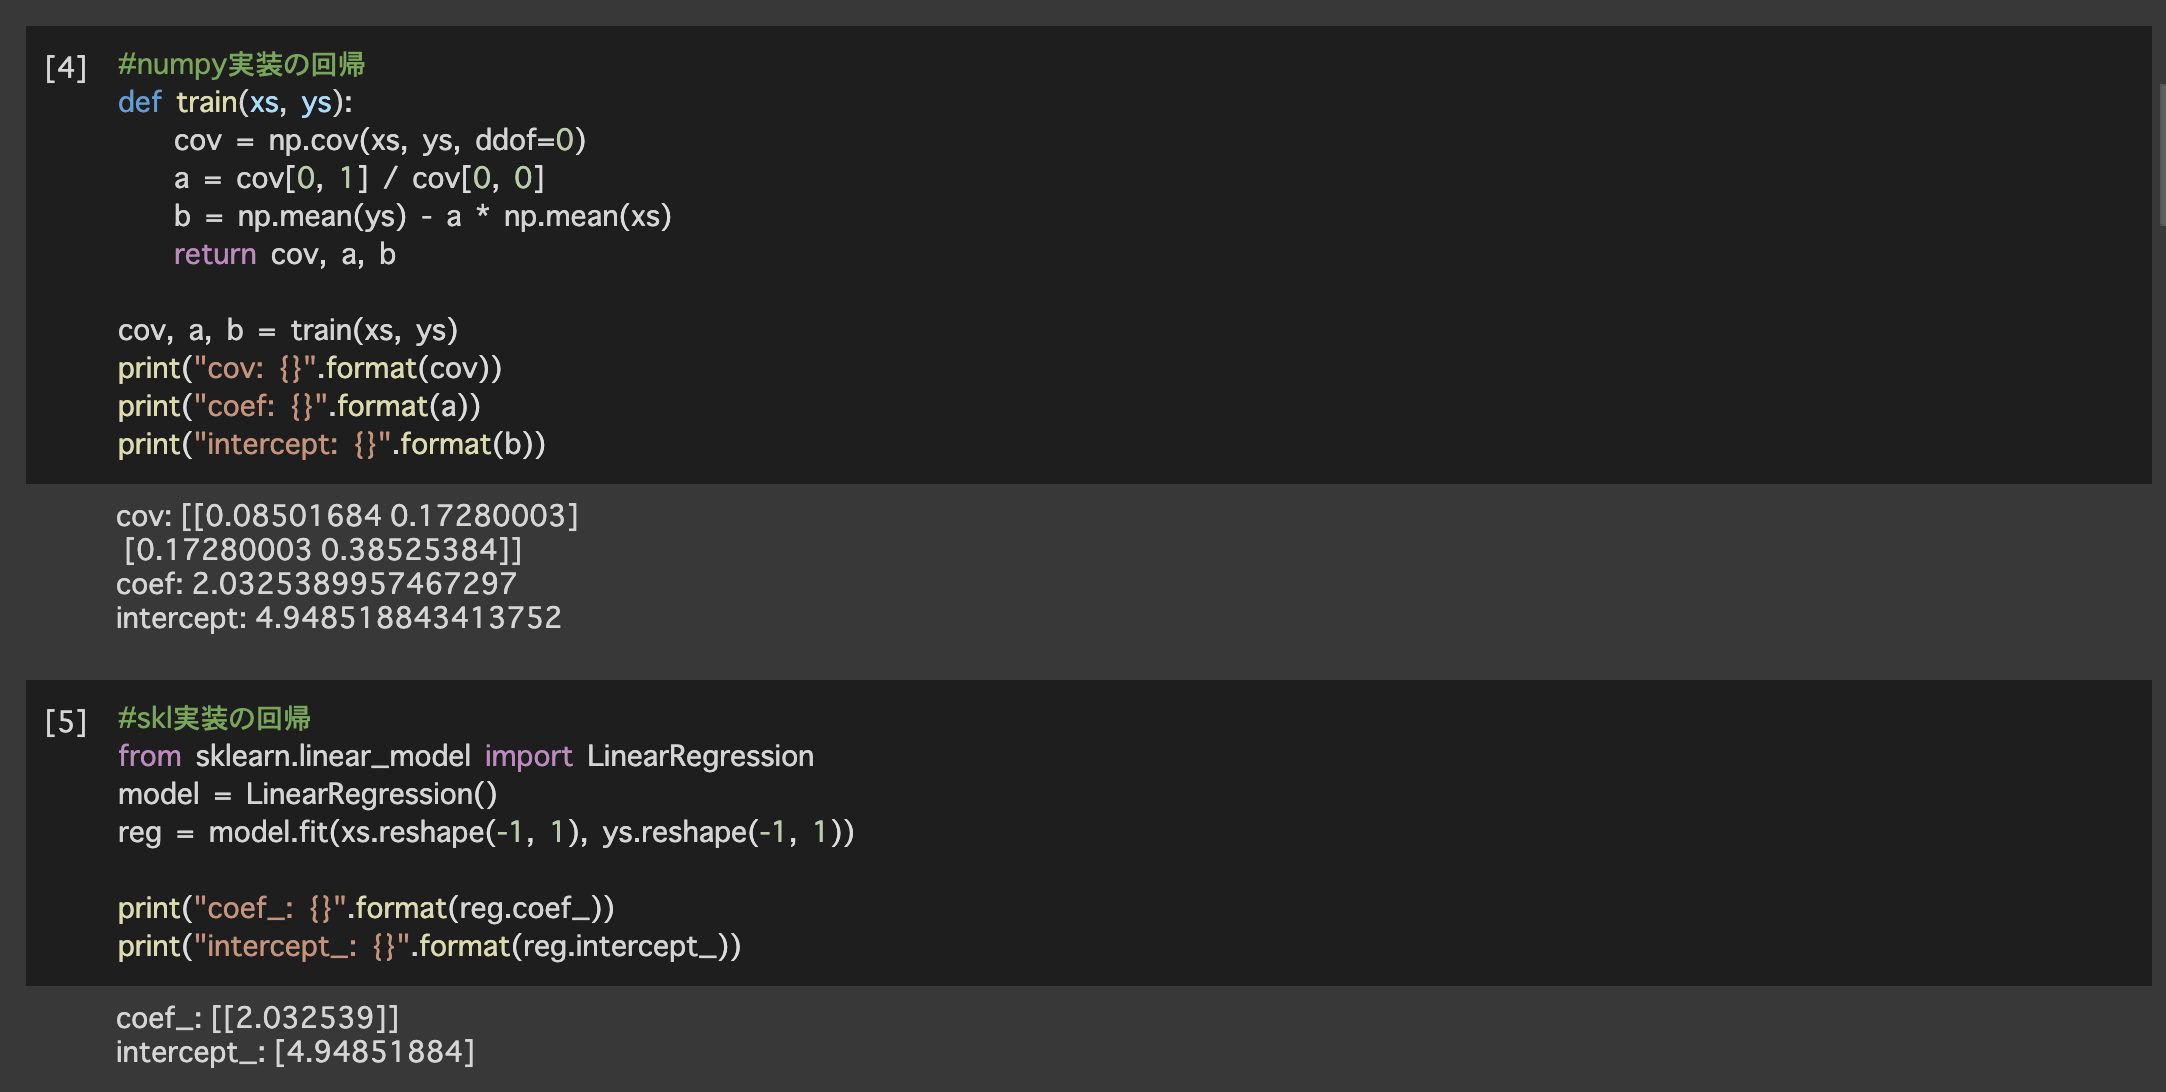 [4]
#numpy実装の回帰
def train(xs, ys):
    cov = np.cov(xs, ys, ddof=0)
    a = cov[0, 1] / cov[0, 0]
    b = np.mean(ys) - a * np.mean(xs)
    return cov, a, b

cov, a, b = train(xs, ys)
print("cov: {}".format(cov))
print("coef: {}".format(a))
print("intercept: {}".format(b))
cov: [[0.08501684 0.17280003]
 [0.17280003 0.38525384]]
coef: 2.0325389957467297
intercept: 4.948518843413752
[5]
#skl実装の回帰
from sklearn.linear_model import LinearRegression
model = LinearRegression()
reg = model.fit(xs.reshape(-1, 1), ys.reshape(-1, 1))

print("coef_: {}".format(reg.coef_))
print("intercept_: {}".format(reg.intercept_))
coef_: [[2.032539]]
intercept_: [4.94851884]